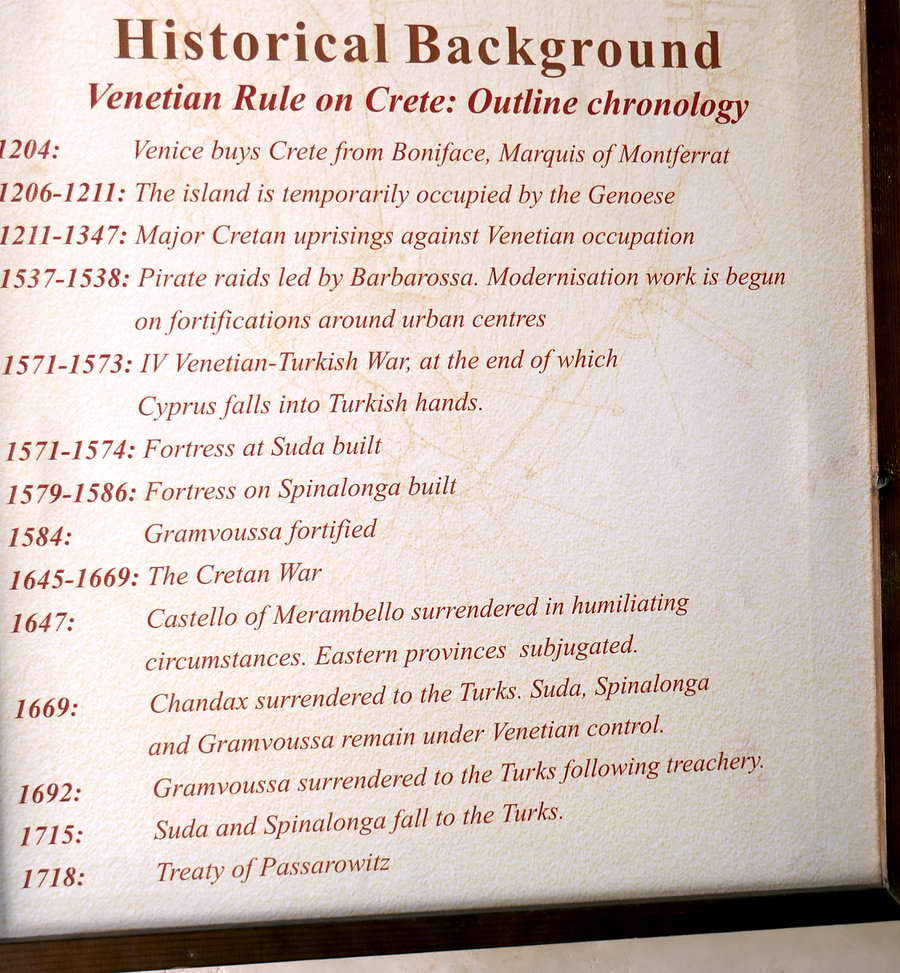 Historical Background
Venetian Rule on Crete: Outline chronology
1204: Venice buys Crete from Boniface, Marquis of Montferrat
1206-1211: The island is temporarily occupied by the Genoese
1211-1347: Major Cretan uprisings against Venetian occupation
1537-1538: Pirate raids led by Barbarossa. Modernisation work is begun
on fortifications around urban centres
1571-1573: IV Venetian-Turkish War, at the end of which
Cyprus falls into Turkish hands.
1571-1574: Fortress at Suda built
1579-1586: Fortress on Spinalonga built
1584: Gramvoussa fortified
1645-1669: The Cretan War
1647: Castello of Merambello surrendered in humiliating
circumstances. Eastern provinces subjugated.
1669: Chandax surrendered to the Turks. Suda, Spinalonga
and Gramvoussa remain under Venetian control.
1692: Gramvoussa surrendered to the Turks following treachery.
1715: Suda and Spinalonga fall to the Turks.
1718: Treaty of Passarowitz